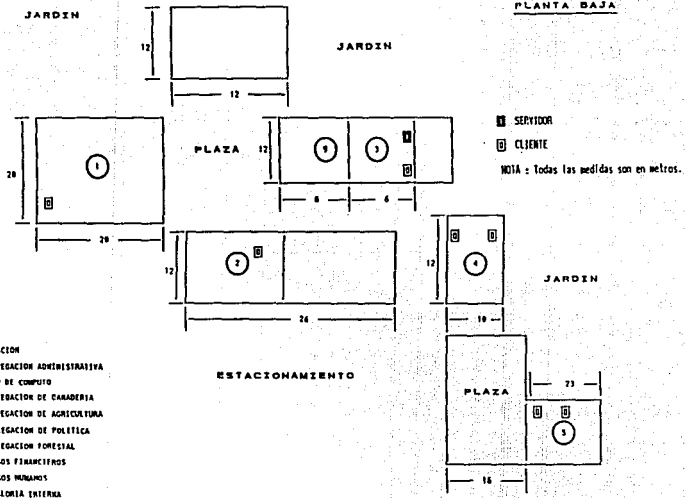 PLANTA BAJA
JARDIN
12
JARDIN
12
SERVIDOR
CLIENTE
NOTA : Todas las medidas son en metros.
PLAZA
20
1
20
12
9
3
6
6
12
2
26
12
4
10
JARDIN
ESTACIONAMIENTO
PLAZA
23
5
16
CION
EGACION ADMINISTRATIVA
DE COMPUTO
EGACION DE GANADERIA
EGACION DE AGRICULTURA
EGACION DE POLITICA
EGACION FORESTAL
OS FINANCIEROS
OS HUMANOS
LORIA INTERNA